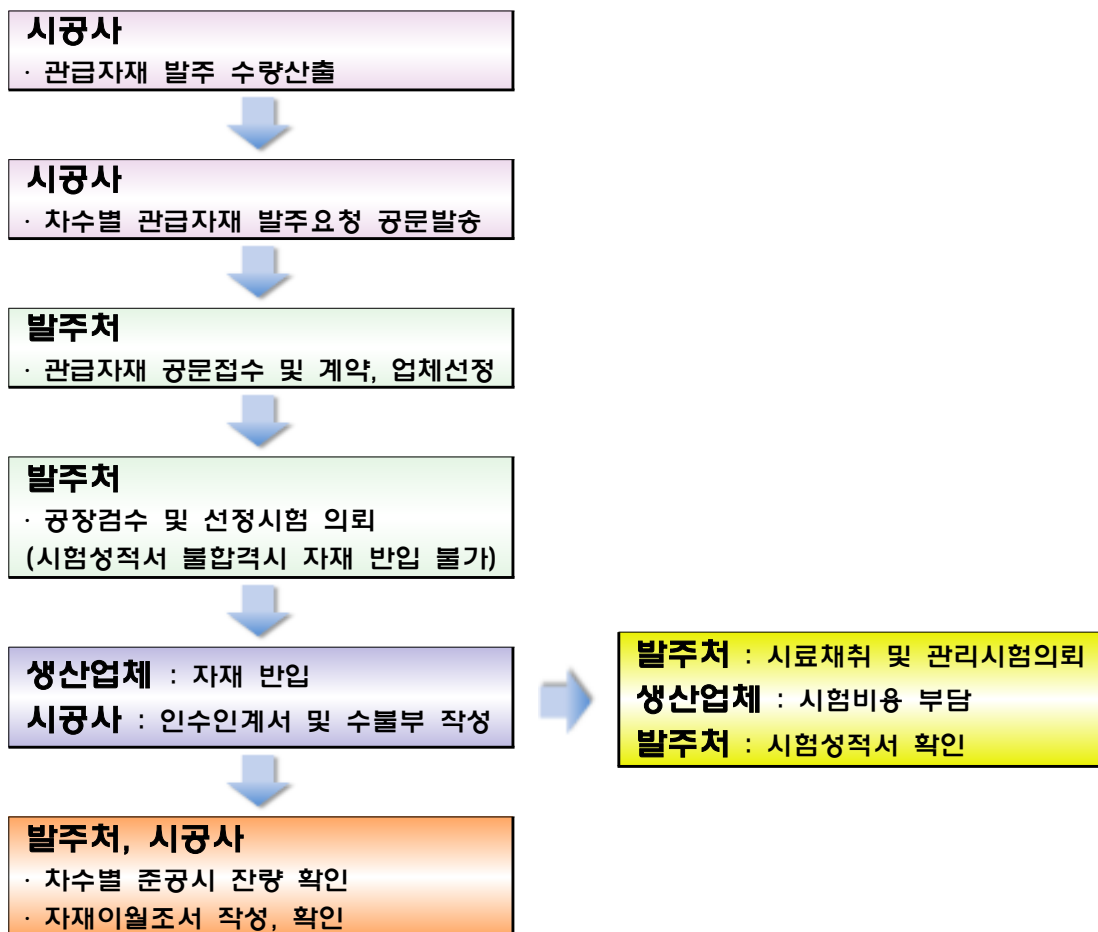 시공사
· 관급자재 발주 수량산출
시공사
· 차수별 관급자재 발주요청 공문발송
발주처
· 관급자재 공문접수 및 계약, 업체선정
발주처
· 공장검수 및 선정시험 의뢰
(시험성적서 불합격시 자재 반입 불가)
생산업체 : 자재 반입
시공사 : 인수인계서 및 수불부 작성
발주처 : 시료채취 및 관리시험의뢰
생산업체 : 시험비용 부담
발주처 : 시험성적서 확인
발주처, 시공사
· 차수별 준공시 잔량 확인
· 자재이월조서 작성, 확인